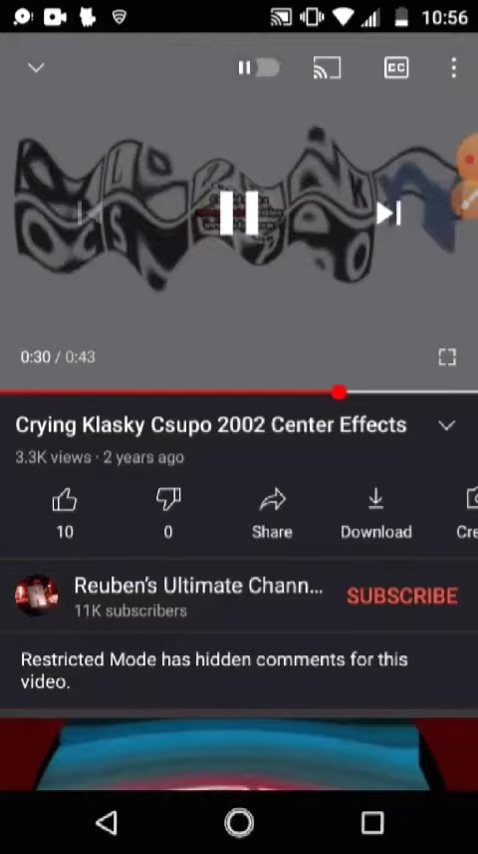 10:56
CC
0:30 / 0:43
Crying Klasky Csupo 2002 Center Effects
3.3K views · 2 years ago
10
0
Share
Download
Cre
Reuben's Ultimate Chann...
11K subscribers
SUBSCRIBE
Restricted Mode has hidden comments for this
video.